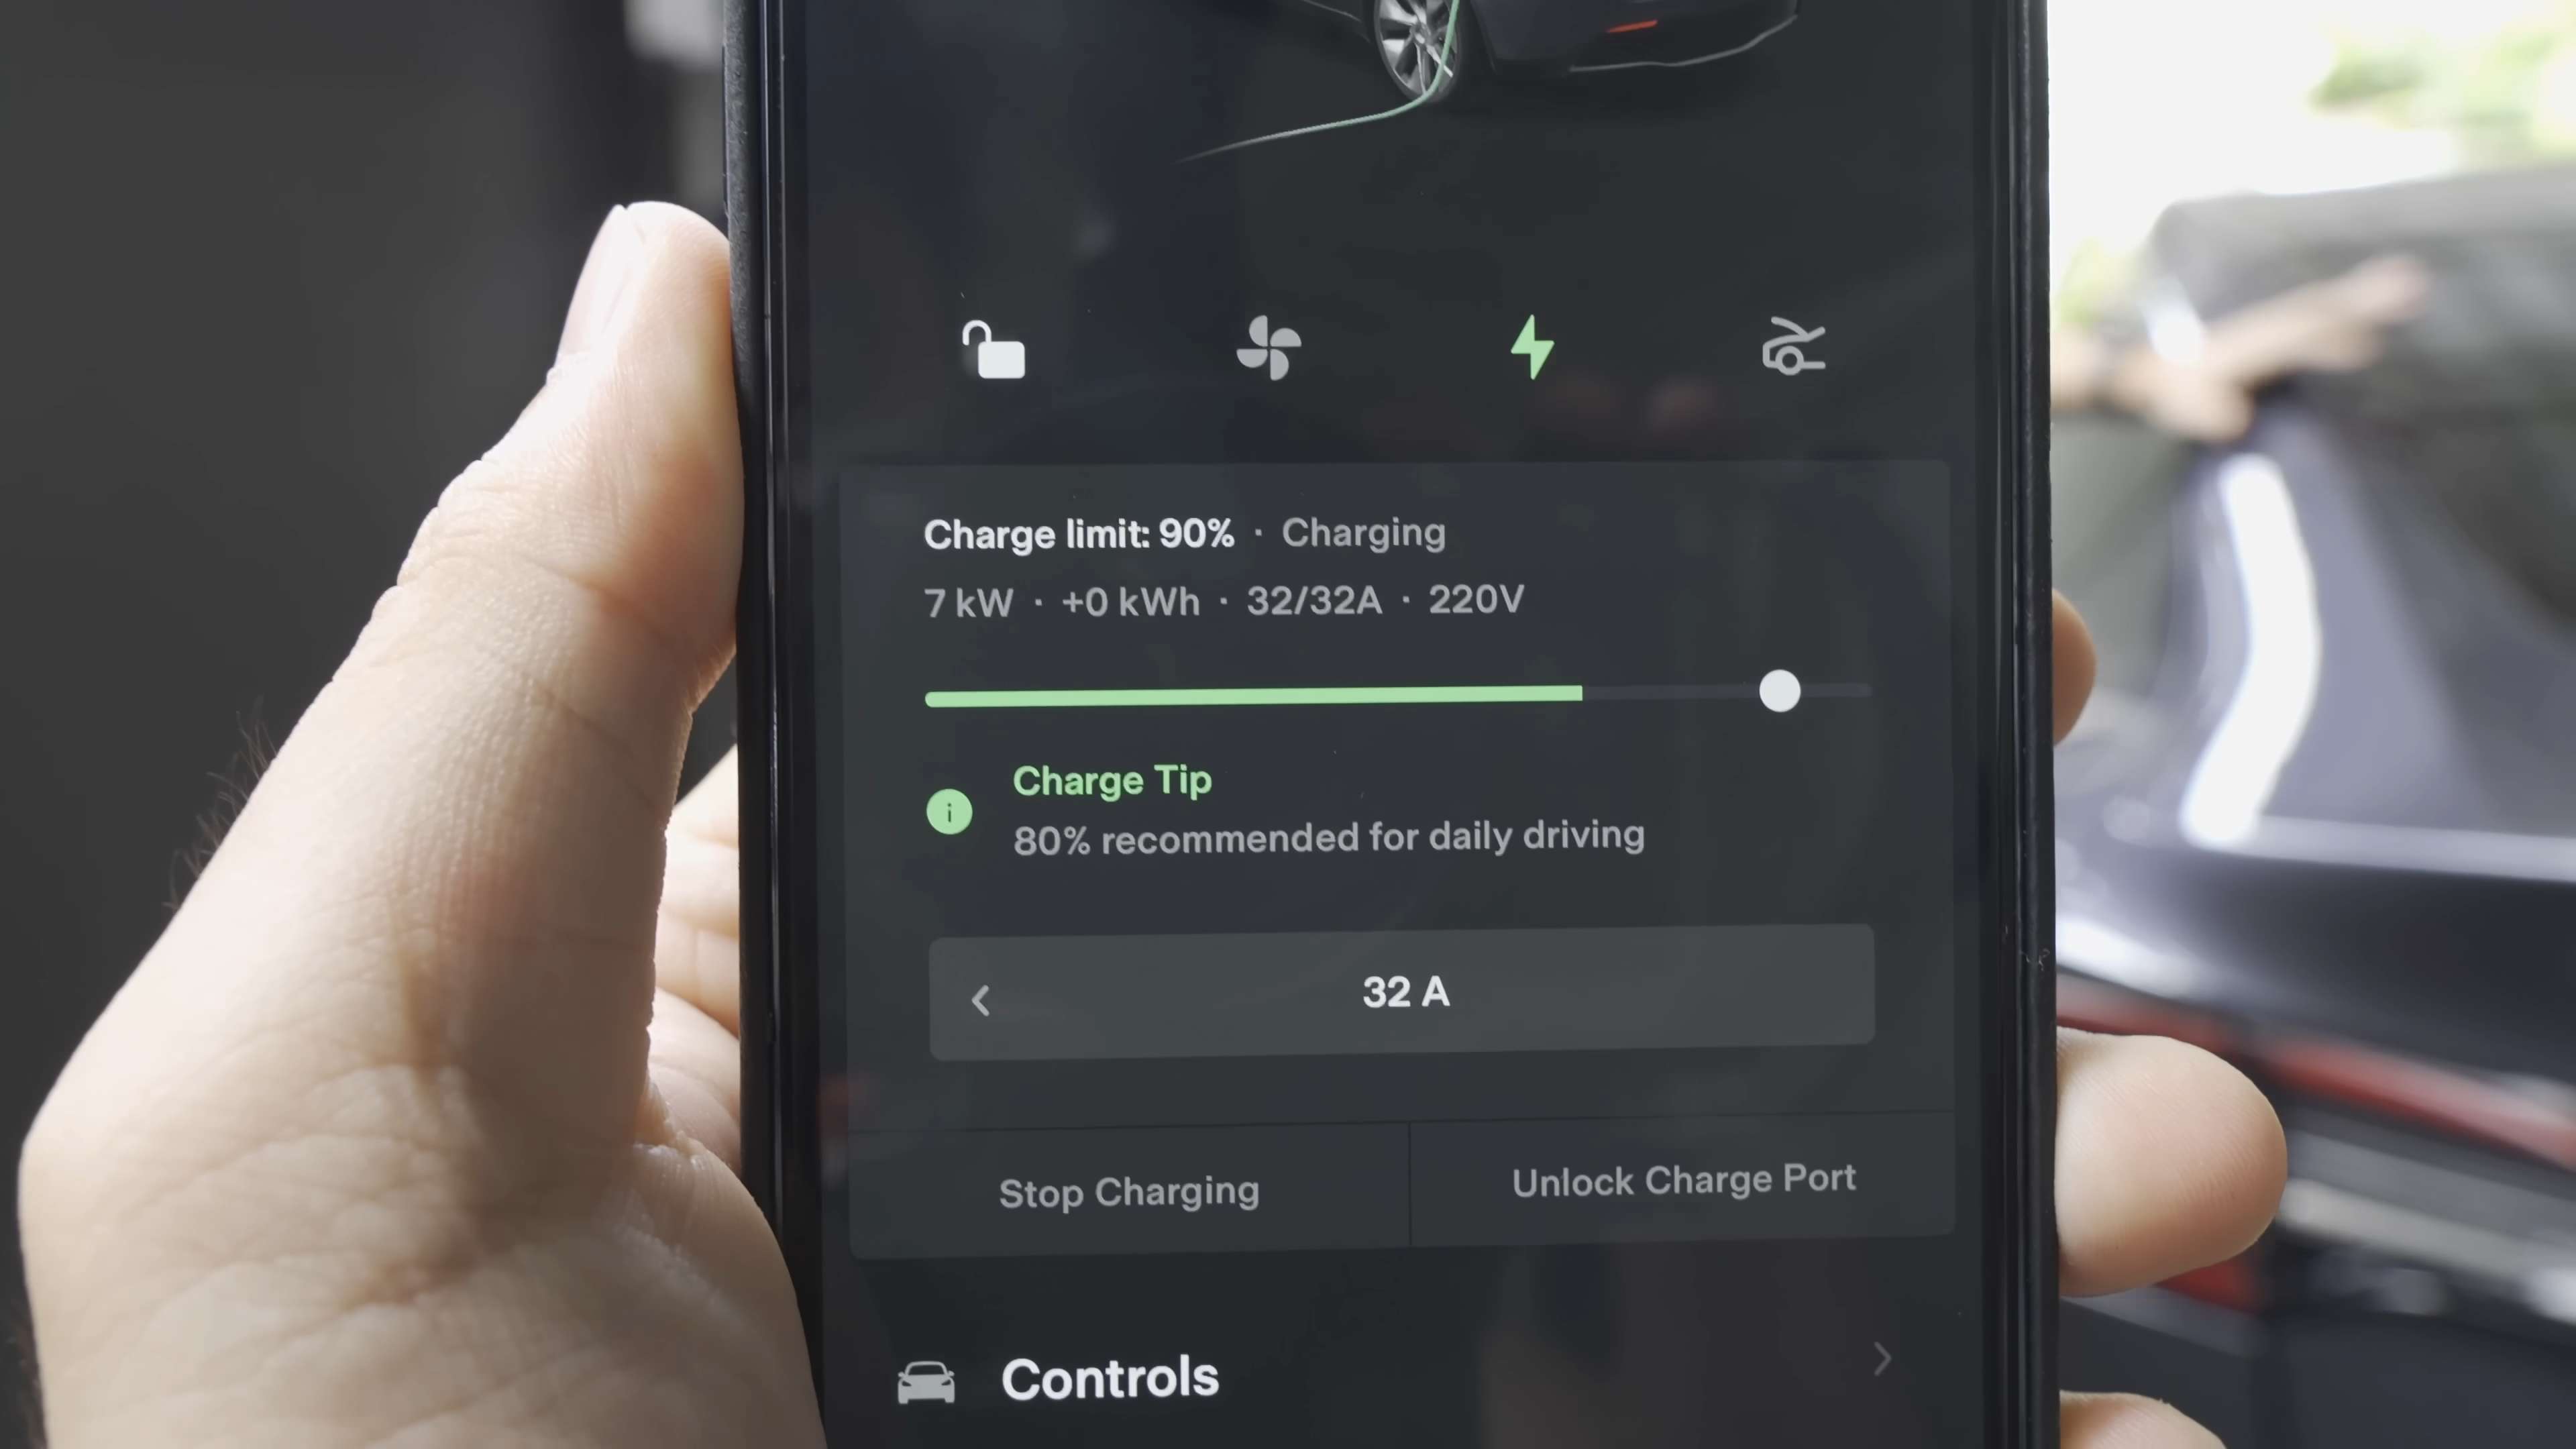 Charge limit: 90% · Charging
7 kW · +0 kWh · 32/32A · 220V
Charge Tip
80% recommended for daily driving
32 A
Stop Charging
Unlock Charge Port
Controls